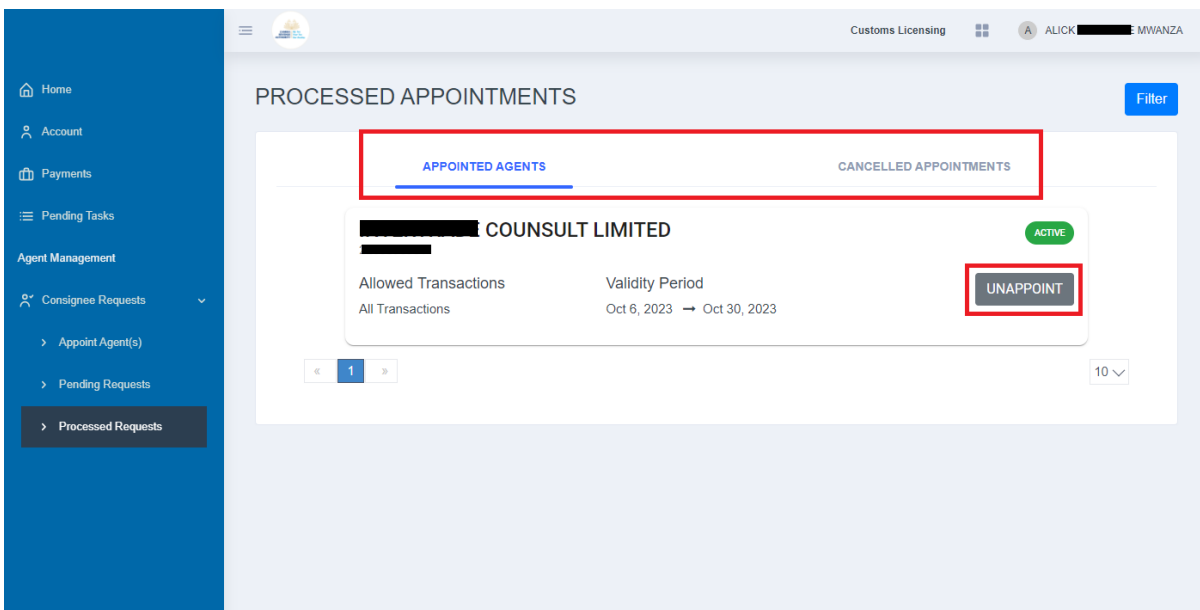 Customs Licensing
A
ALICK
E MWANZA
Home
Account
Payments
Pending Tasks
Agent Management
Consignee Requests
Appoint Agent(s)
Pending Requests
Processed Requests
PROCESSED APPOINTMENTS
Filter
APPOINTED AGENTS
CANCELLED APPOINTMENTS
COUNSULT LIMITED
ACTIVE
Allowed Transactions
All Transactions
Validity Period
Oct 6, 2023 → Oct 30, 2023
UNAPPOINT
« 1 »
10